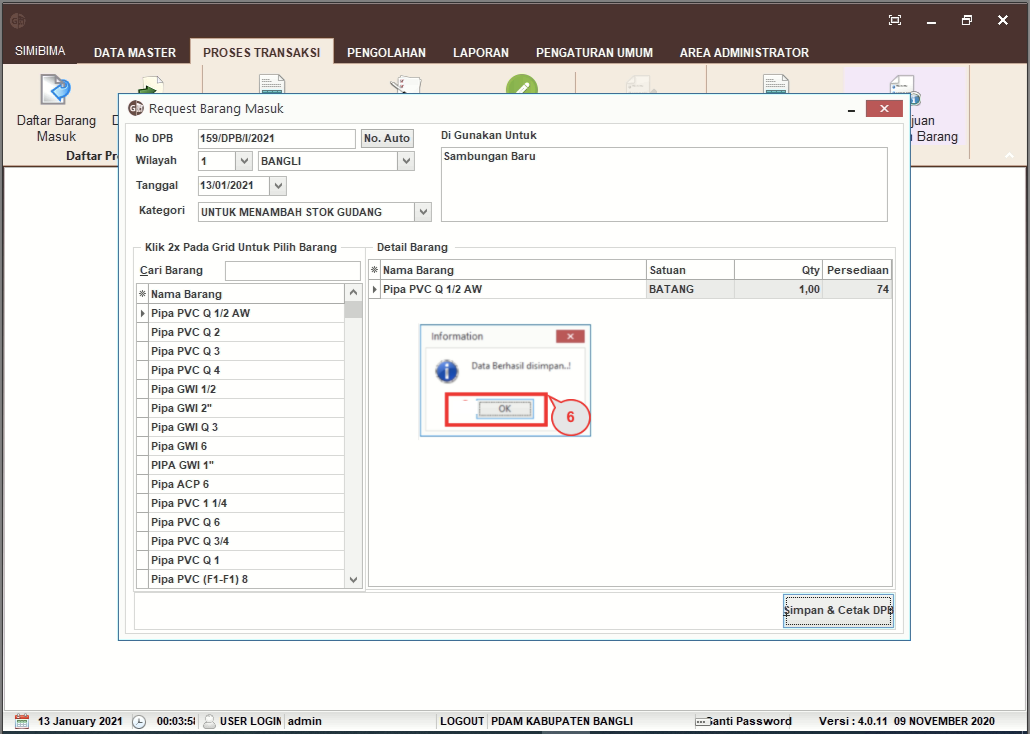 SIMiBIMA
DATA MASTER
PROSES TRANSAKSI
PENGOLAHAN
LAPORAN
PENGATURAN UMUM
AREA ADMINISTRATOR
Daftar Barang
Masuk
Daftar
juan
Barang
Request Barang Masuk
No DPB
159/DPB/I/2021
No. Auto
Di Gunakan Untuk
Wilayah
1
BANGLI
Sambungan Baru
Tanggal
13/01/2021
Kategori
UNTUK MENAMBAH STOK GUDANG
Klik 2x Pada Grid Untuk Pilih Barang
Detail Barang
Cari Barang
Nama Barang Satuan Qty Persediaan
Pipa PVC Q 1/2 AW BATANG 1,00 74
Nama Barang
Pipa PVC Q 1/2 AW
Pipa PVC Q 2
Pipa PVC Q 3
Pipa PVC Q 4
Pipa GWI 1/2
Pipa GWI 2"
Pipa GWI Q 3
Pipa GWI 6
PIPA GWI 1"
Pipa ACP 6
Pipa PVC 1 1/4
Pipa PVC Q 6
Pipa PVC Q 3/4
Pipa PVC Q 1
Pipa PVC (F1-F1) 8
Information
Data Berhasil disimpan..!
OK
6
Simpan & Cetak DPB
13 January 2021
00:03:58
USER LOGIN
admin
LOGOUT
PDAM KABUPATEN BANGLI
Ganti Password
Versi : 4.0.11 09 NOVEMBER 2020